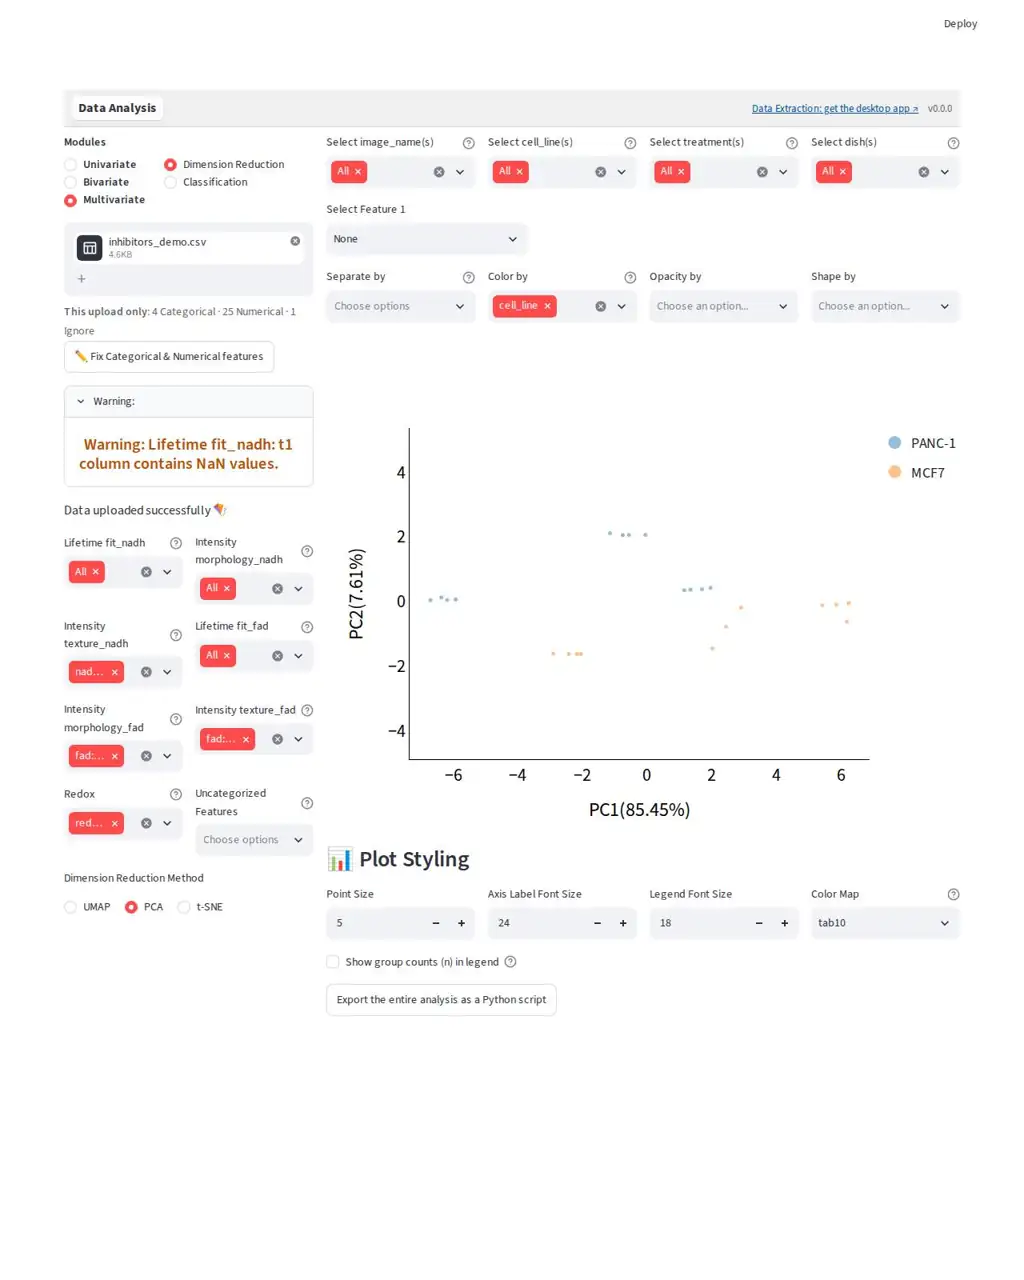 Deploy
Data Analysis
Data Extraction: get the desktop app ↗ v0.0.0
Modules
Univariate
Dimension Reduction
Bivariate
Classification
Multivariate
inhibitors_demo.csv
4.6KB
+
This upload only: 4 Categorical · 25 Numerical · 1
Ignore
✏️ Fix Categorical & Numerical features
Warning:
Warning: Lifetime fit_nadh: t1
column contains NaN values.
Data uploaded successfully 🪁
Lifetime fit_nadh
All ×
Intensity
morphology_nadh
All ×
Intensity
texture_nadh
nad... ×
Lifetime fit_fad
All ×
Intensity
morphology_fad
fad:... ×
Intensity texture_fad
fad:... ×
Redox
red... ×
Uncategorized
Features
Choose options
Dimension Reduction Method
UMAP PCA t-SNE
Select image_name(s)
All ×
Select cell_line(s)
All ×
Select treatment(s)
All ×
Select dish(s)
All ×
Select Feature 1
None
Separate by
Choose options
Color by
cell_line ×
Opacity by
Choose an option...
Shape by
Choose an option...
PANC-1
MCF7
4
2
0
−2
−4
PC2(7.61%)
−6 −4 −2 0 2 4 6
PC1(85.45%)
📊 Plot Styling
Point Size
5 − +
Axis Label Font Size
24 − +
Legend Font Size
18 − +
Color Map
tab10
Show group counts (n) in legend
Export the entire analysis as a Python script